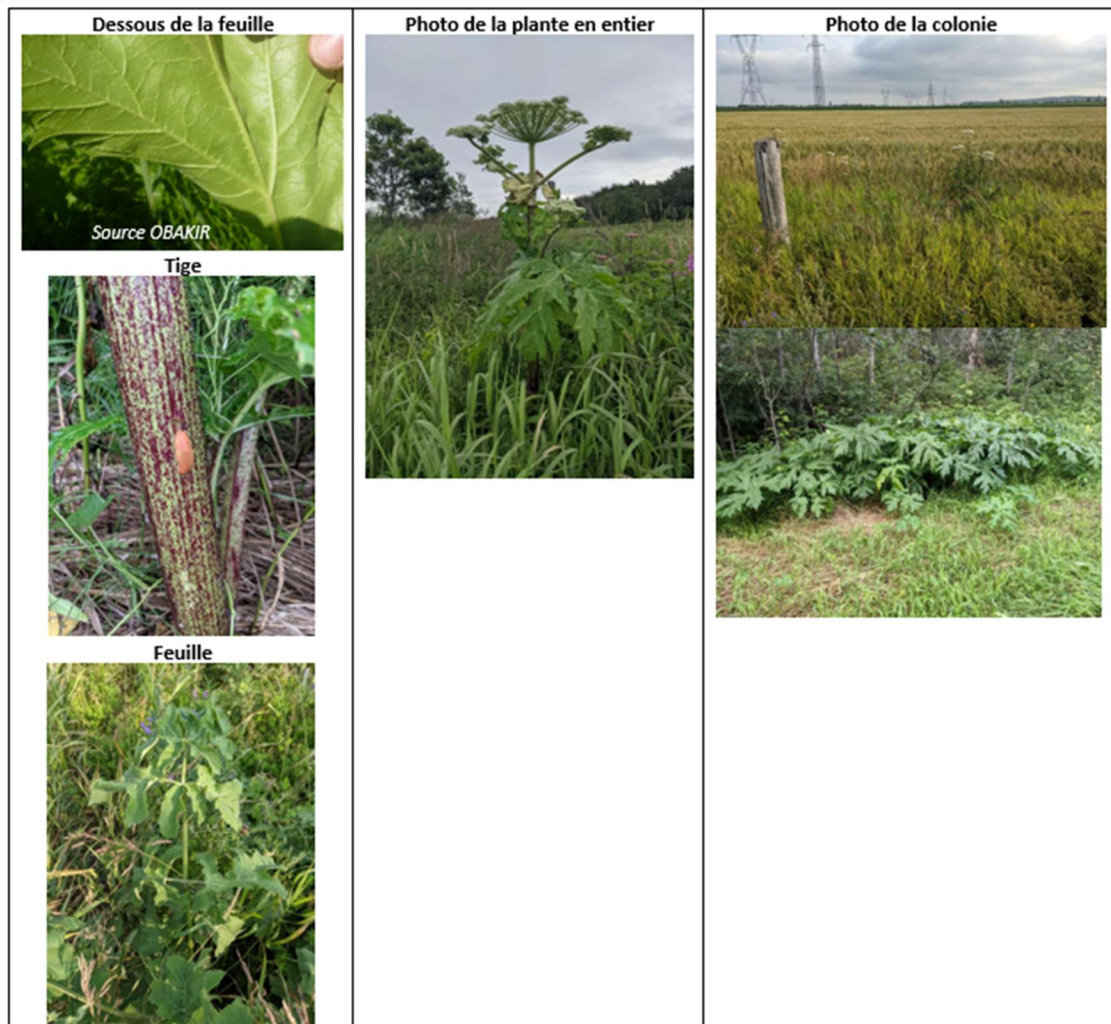 Dessous de la feuille
Source OBAKIR
Tige
Feuille
Photo de la plante en entier
Photo de la colonie